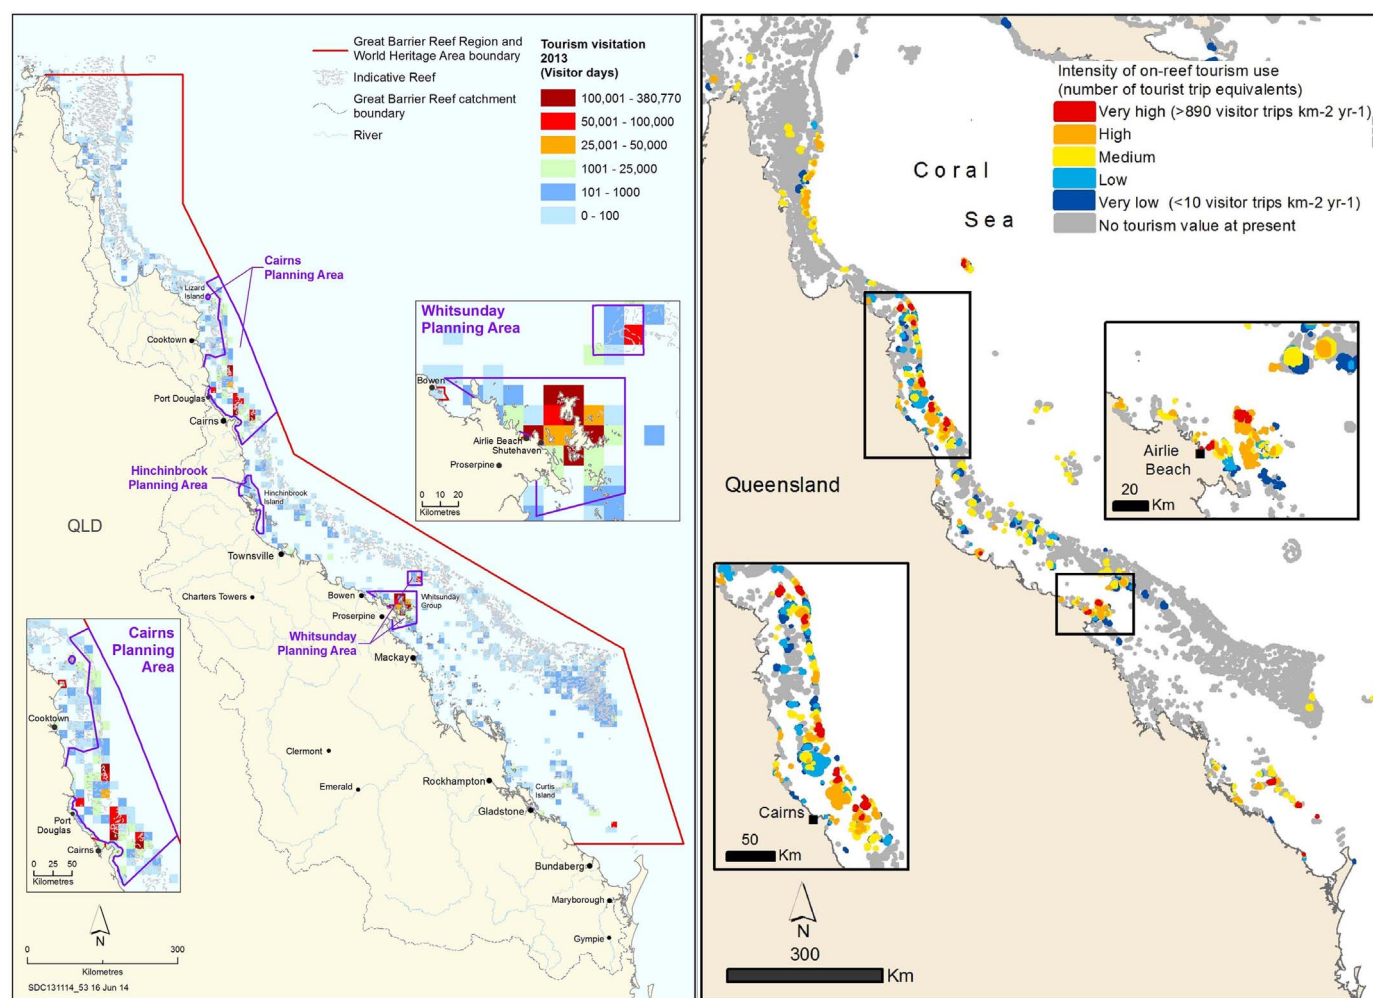 Great Barrier Reef Region and
World Heritage Area boundary
Indicative Reef
Great Barrier Reef catchment
boundary
River
Tourism visitation
2013
(Visitor days)
100,001 - 380,770
50,001 - 100,000
25,001 - 50,000
1001 - 25,000
101 - 1000
0 - 100
Cairns
Planning Area
Lizard
Island
Cooktown
Port Douglas
Cairns
Hinchinbrook
Planning Area
Hinchinbrook
Island
QLD
Townsville
Charters Towers
Bowen
Proserpine
Whitsunday
Group
Whitsunday
Planning Area
Mackay
Clermont
Emerald
Rockhampton
Curtis
Island
Gladstone
Bundaberg
Maryborough
Gympie
Whitsunday
Planning Area
Bowen
Airlie Beach
Shutehaven
Proserpine
0 10 20
Kilometres
Cairns
Planning
Area
Cooktown
Port
Douglas
Cairns
0 25 50
Kilometres
N
0 300
Kilometres
SDC131114_53 16 Jun 14
Intensity of on-reef tourism use
(number of tourist trip equivalents)
Very high (>890 visitor trips km-2 yr-1)
High
Medium
Low
Very low (<10 visitor trips km-2 yr-1)
No tourism value at present
Coral
Sea
Queensland
Airlie
Beach
20
Km
Cairns
50
Km
N
300
Km